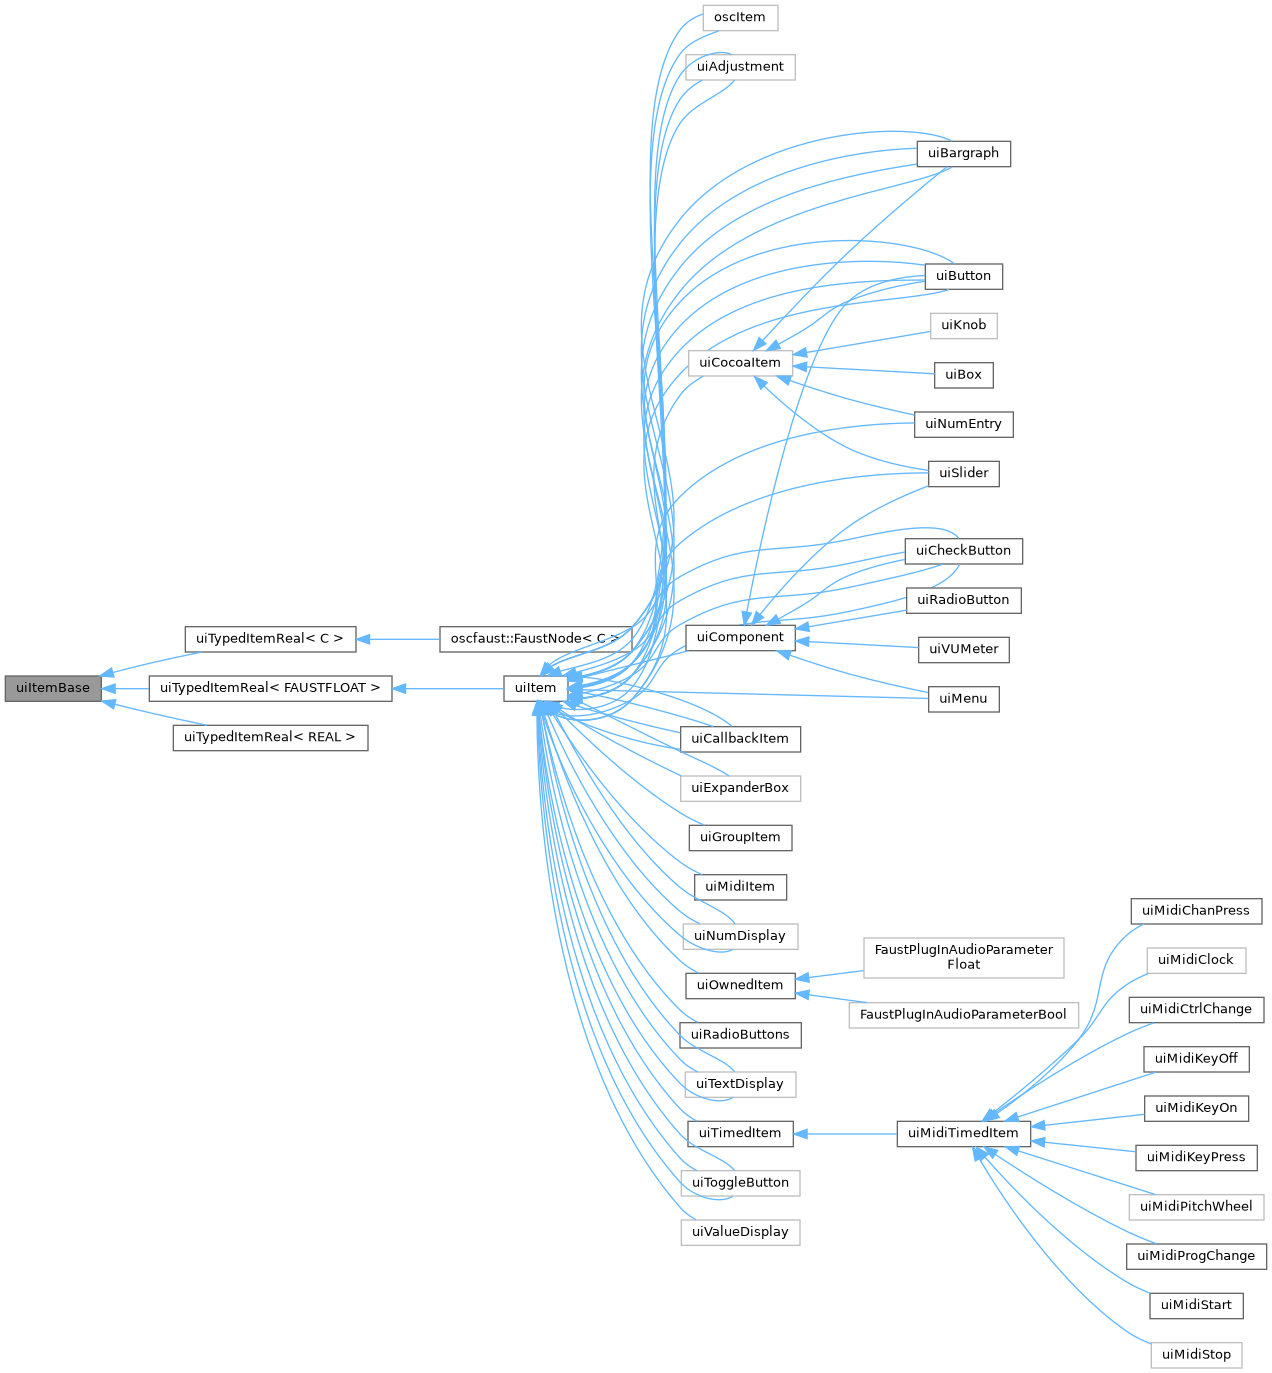 oscItem
uiAdjustment
uiBargraph
uiButton
uiKnob
uiCocoaItem
uiBox
uiNumEntry
uiSlider
uiCheckButton
uiRadioButton
uiTypedItemReal< C >
oscfaust::FaustNode< C >
uiComponent
uiVUMeter
uiItemBase
uiTypedItemReal< FAUSTFLOAT >
uiItem
uiMenu
uiTypedItemReal< REAL >
uiCallbackItem
uiExpanderBox
uiGroupItem
uiMidiItem
uiMidiChanPress
uiNumDisplay
FaustPlugInAudioParameter
Float
uiMidiClock
uiOwnedItem
FaustPlugInAudioParameterBool
uiMidiCtrlChange
uiRadioButtons
uiMidiKeyOff
uiTextDisplay
uiMidiKeyOn
uiTimedItem
uiMidiTimedItem
uiMidiKeyPress
uiToggleButton
uiMidiPitchWheel
uiValueDisplay
uiMidiProgChange
uiMidiStart
uiMidiStop